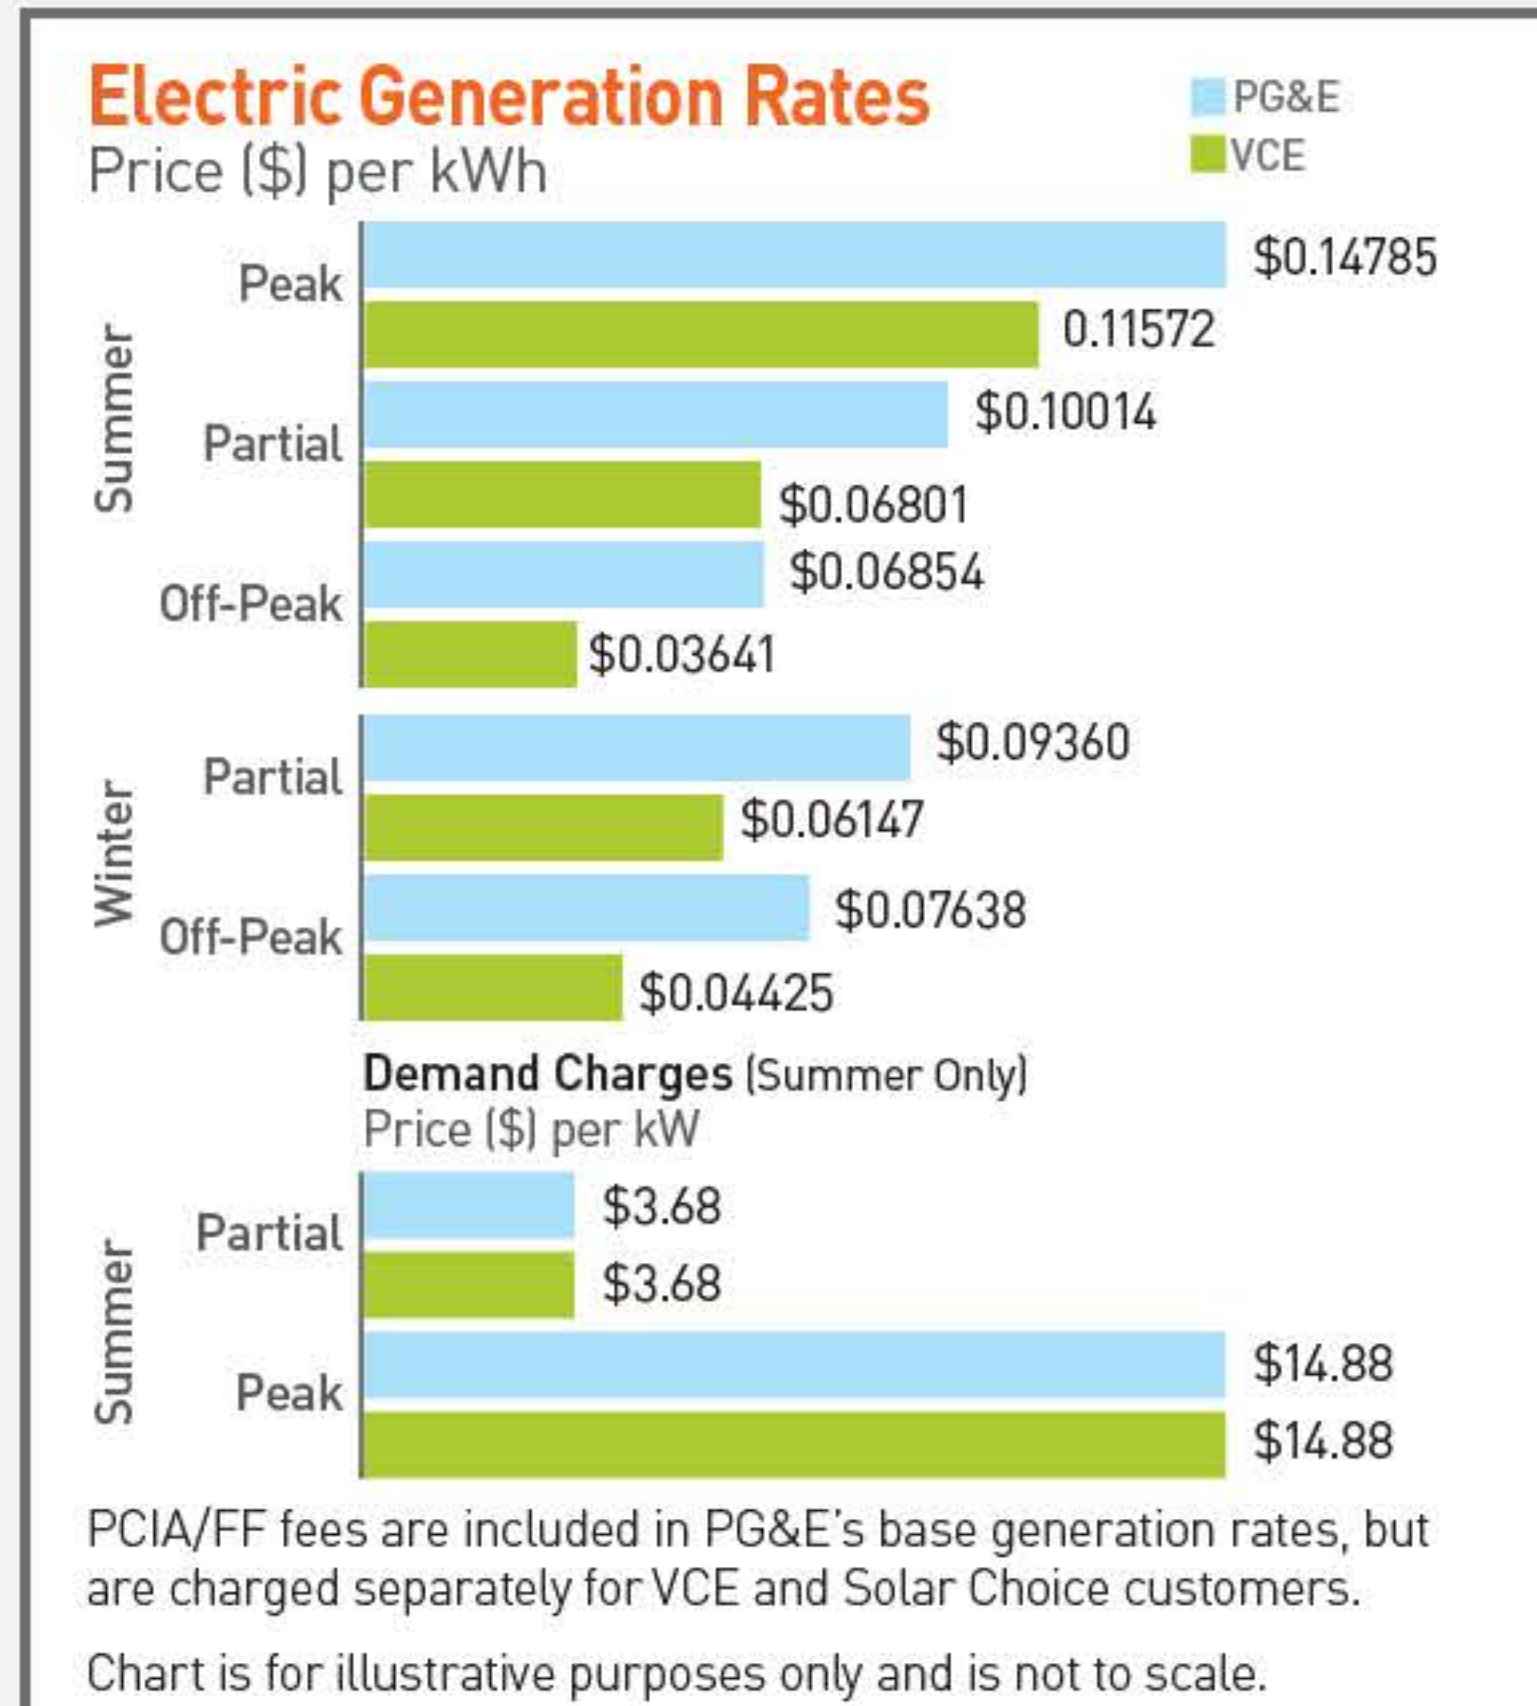 Electric Generation Rates
Price ($) per kWh
PG&E
VCE
Summer
Peak
$0.14785
0.11572
Partial
$0.10014
$0.06801
Off-Peak
$0.06854
$0.03641
Winter
Partial
$0.09360
$0.06147
Off-Peak
$0.07638
$0.04425
Demand Charges (Summer Only)
Price ($) per kW
Summer
Partial
$3.68
$3.68
Peak
$14.88
$14.88
PCIA/FF fees are included in PG&E's base generation rates, but
are charged separately for VCE and Solar Choice customers.
Chart is for illustrative purposes only and is not to scale.